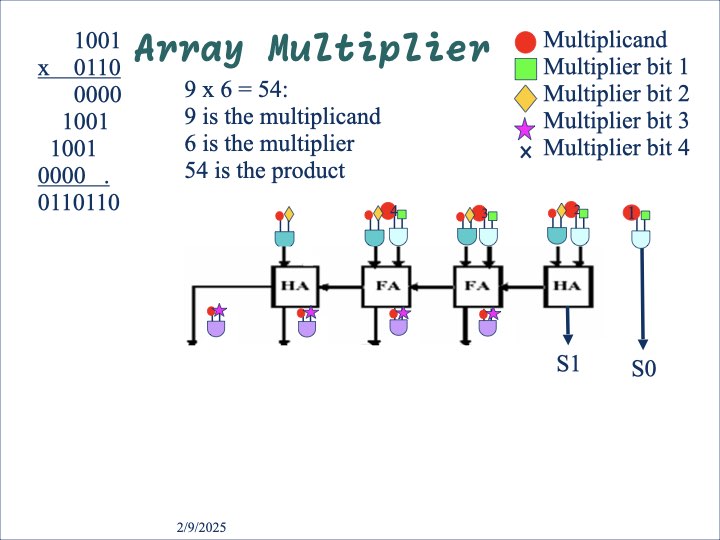 Array Multiplier
1001
x 0110
0000
1001
1001
0000 .
0110110
9 x 6 = 54:
9 is the multiplicand
6 is the multiplier
54 is the product
Multiplicand
Multiplier bit 1
Multiplier bit 2
Multiplier bit 3
x Multiplier bit 4
4 3 2 1
HA FA FA HA
S1 S0
2/9/2025